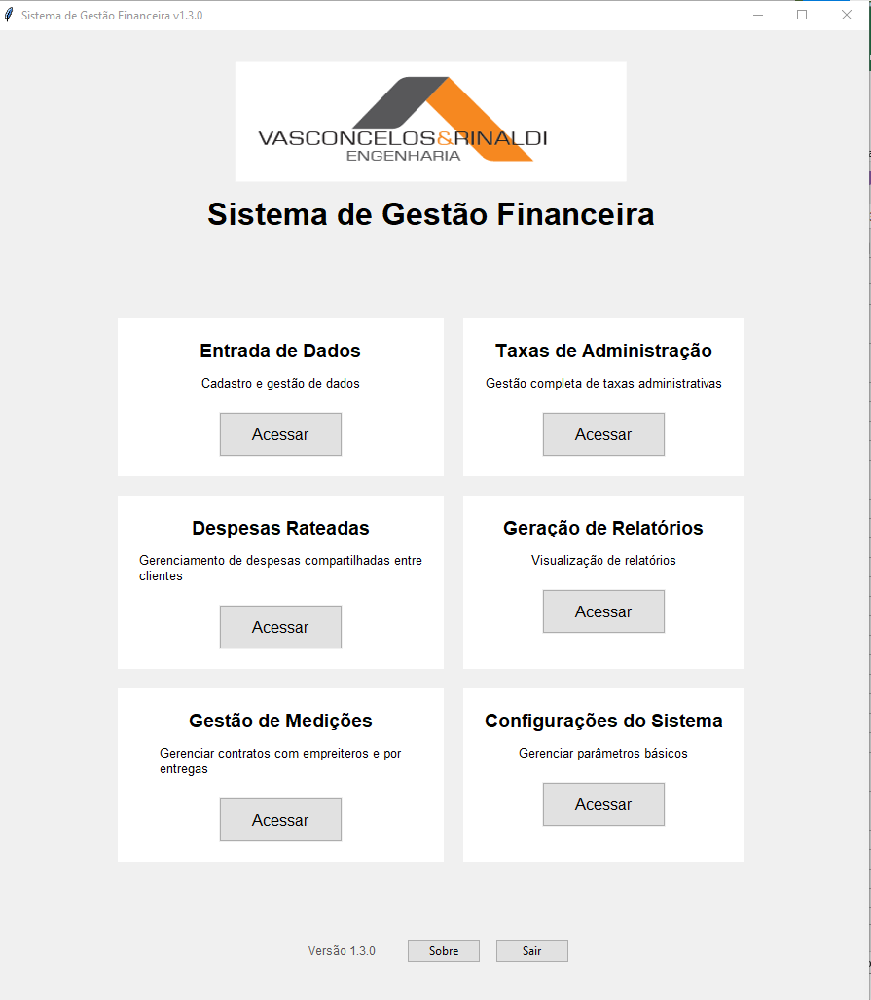 Sistema de Gestão Financeira v1.3.0
VASCONCELOS&RINALDI
ENGENHARIA
Sistema de Gestão Financeira
Entrada de Dados
Cadastro e gestão de dados
Acessar
Taxas de Administração
Gestão completa de taxas administrativas
Acessar
Despesas Rateadas
Gerenciamento de despesas compartilhadas entre
clientes
Acessar
Geração de Relatórios
Visualização de relatórios
Acessar
Gestão de Medições
Gerenciar contratos com empreiteros e por
entregas
Acessar
Configurações do Sistema
Gerenciar parâmetros básicos
Acessar
Versão 1.3.0
Sobre
Sair